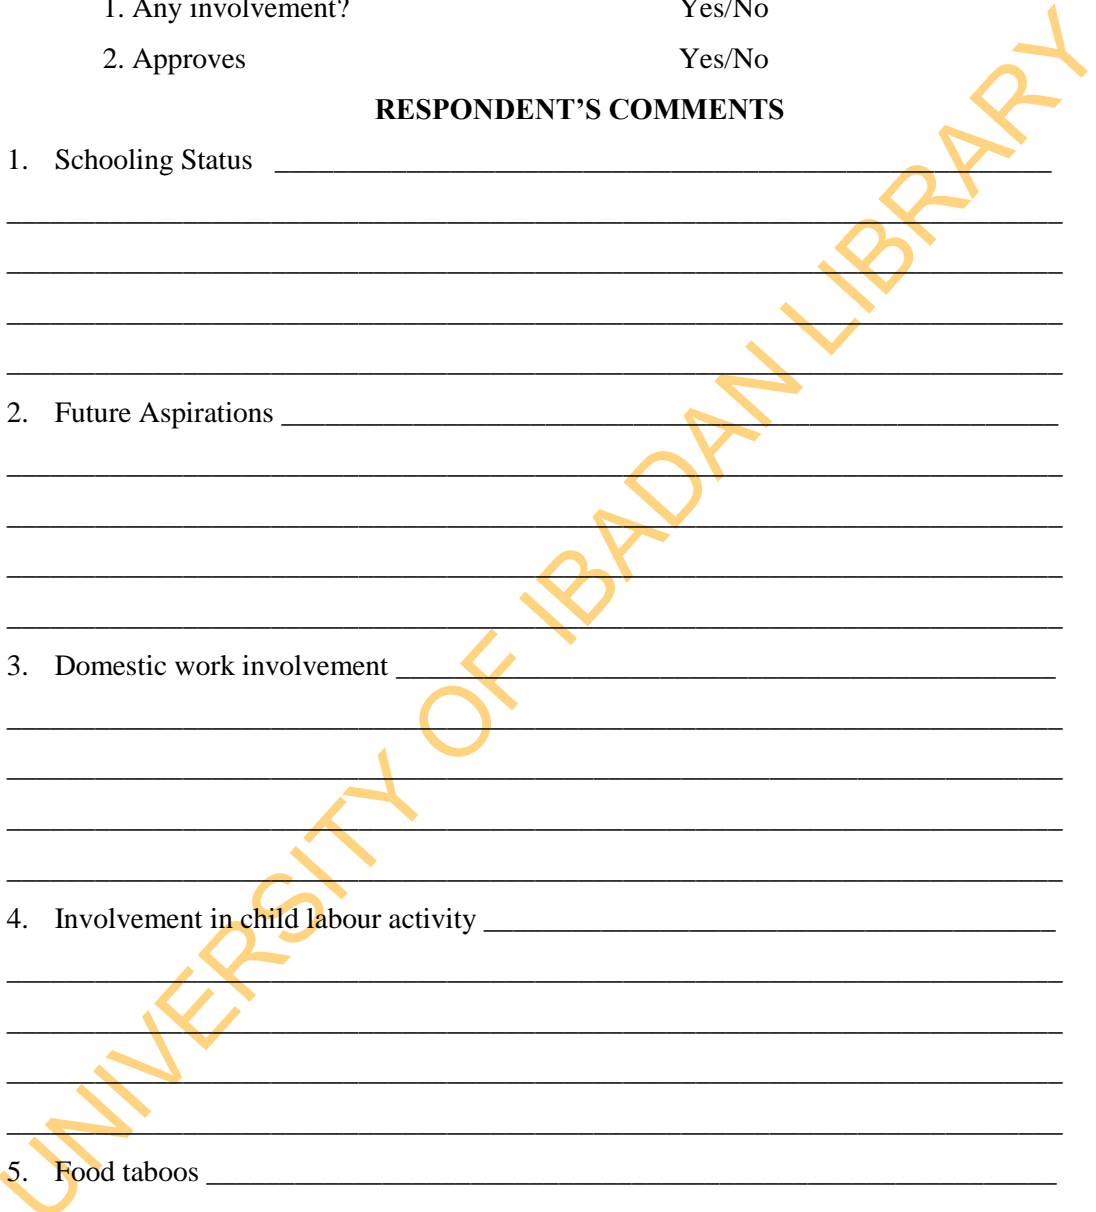 1. Any involvement? Yes/No
2. Approves Yes/No
RESPONDENT'S COMMENTS
1. Schooling Status
2. Future Aspirations
3. Domestic work involvement
4. Involvement in child labour activity
5. Food taboos
UNIVERSITY OF IBADAN LIBRARY